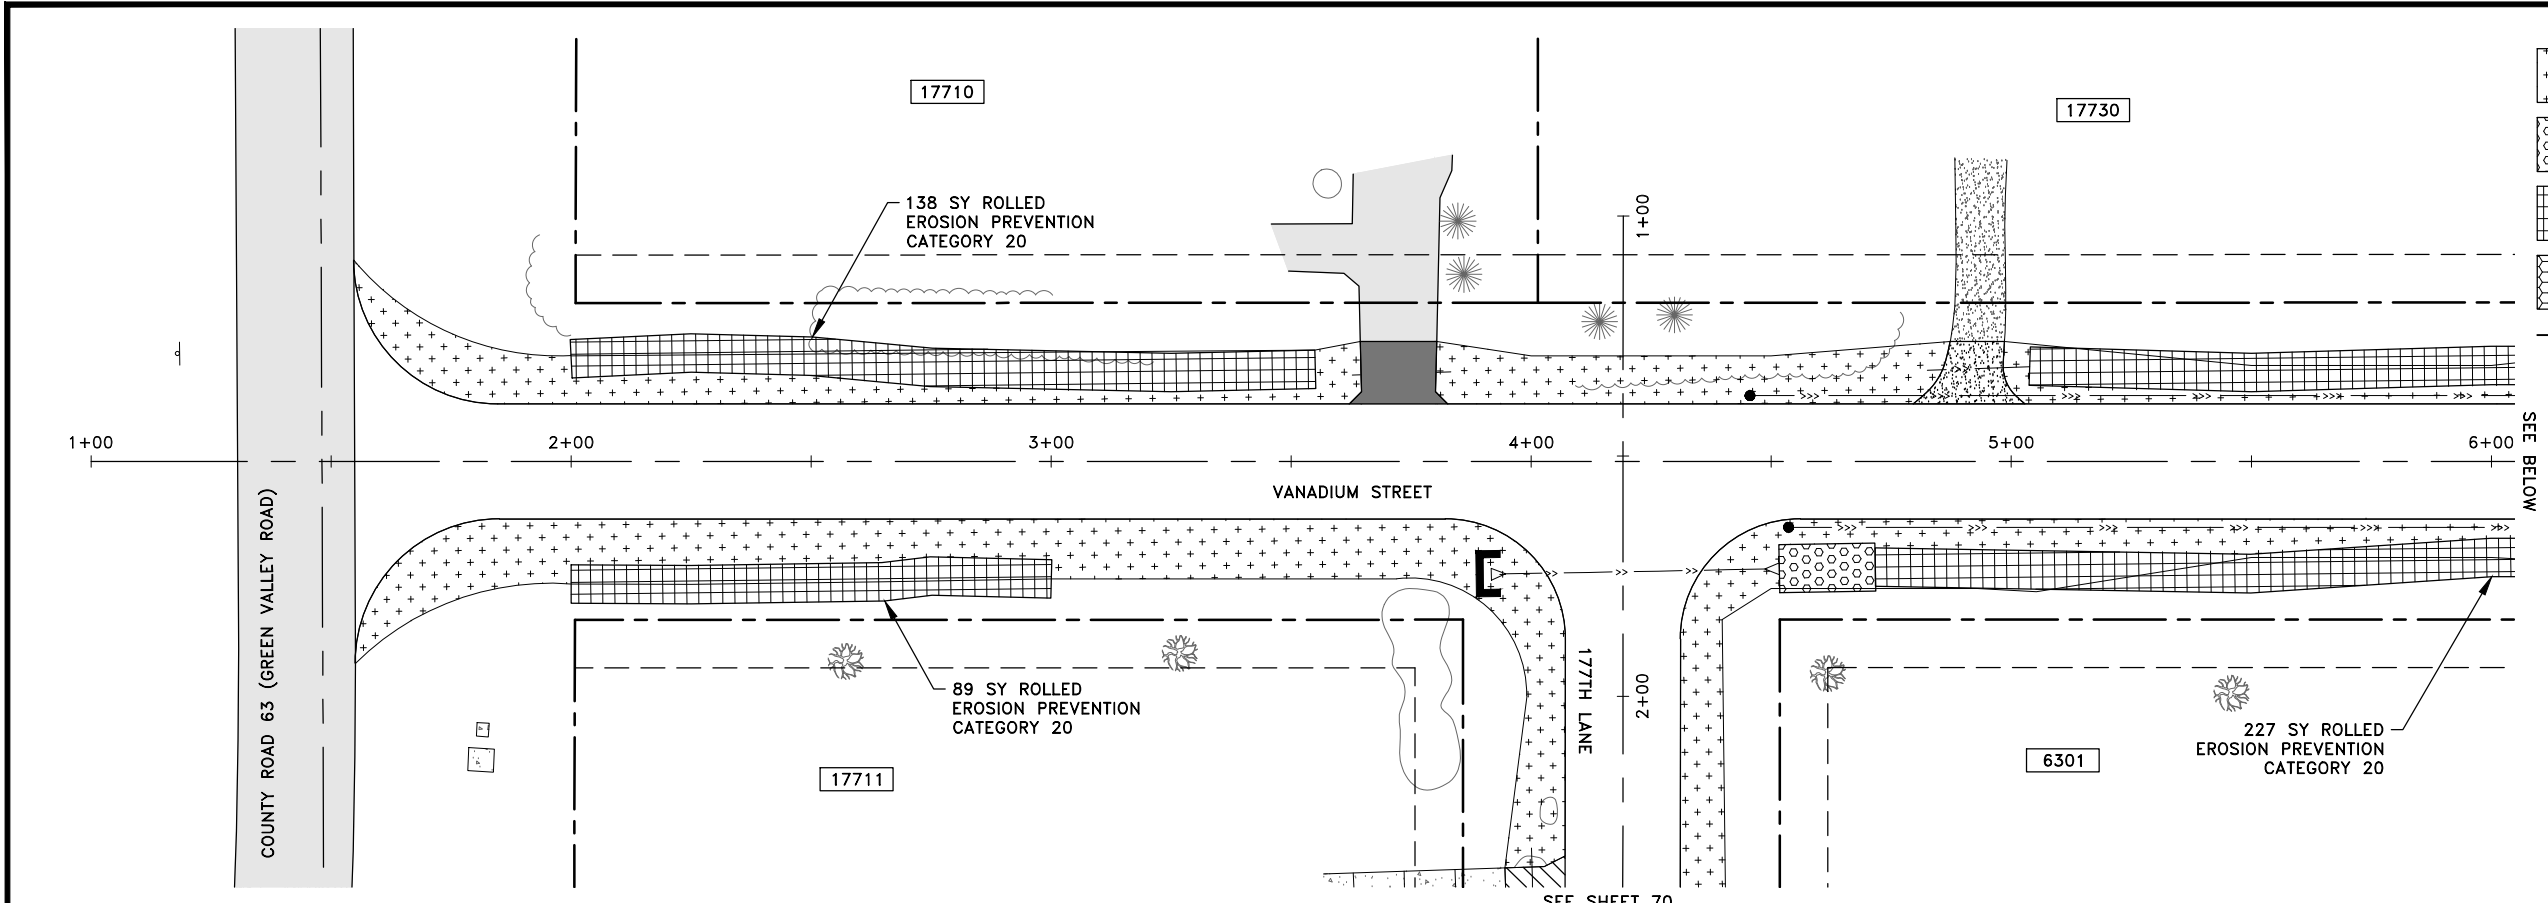 17710
17730
138 SY ROLLED
EROSION PREVENTION
CATEGORY 20
1+00
1+00
2+00
3+00
4+00
5+00
6+00
SEE BELOW
VANADIUM STREET
COUNTY ROAD 63 (GREEN VALLEY ROAD)
177TH LANE
2+00
89 SY ROLLED
EROSION PREVENTION
CATEGORY 20
17711
6301
227 SY ROLLED
EROSION PREVENTION
CATEGORY 20
SEE SHEET 70